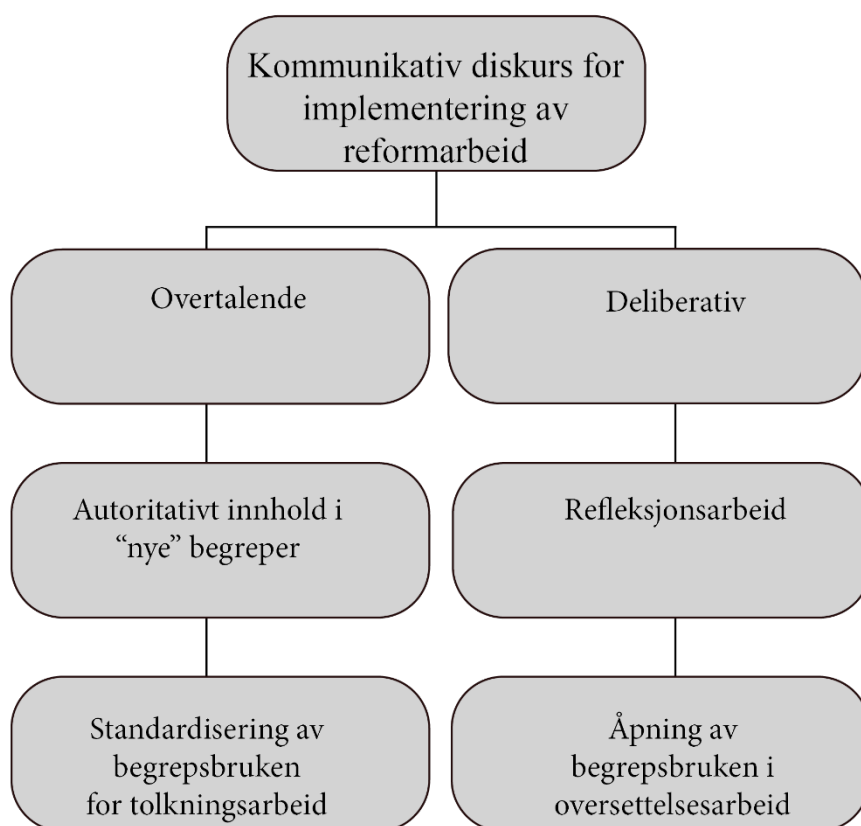 Kommunikativ diskurs for
implementering av
reformarbeid
Overtalende
Deliberativ
Autoritativt innhold i
“nye” begreper
Refleksjonsarbeid
Standardisering av
begrepsbruken
for tolkningsarbeid
Åpning av
begrepsbruken i
oversettelsesarbeid